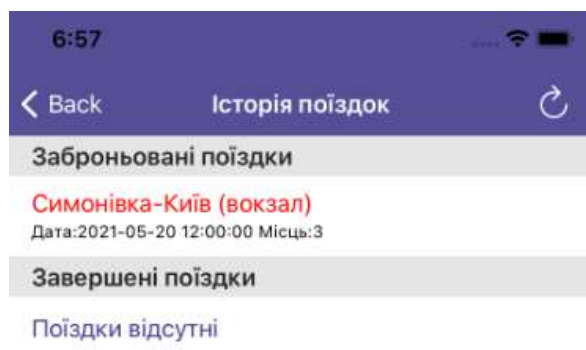 6:57
Back
Історія поїздок
Заброньовані поїздки
Симонівка-Київ (вокзал)
Дата:2021-05-20 12:00:00 Місць:3
Завершені поїздки
Поїздки відсутні